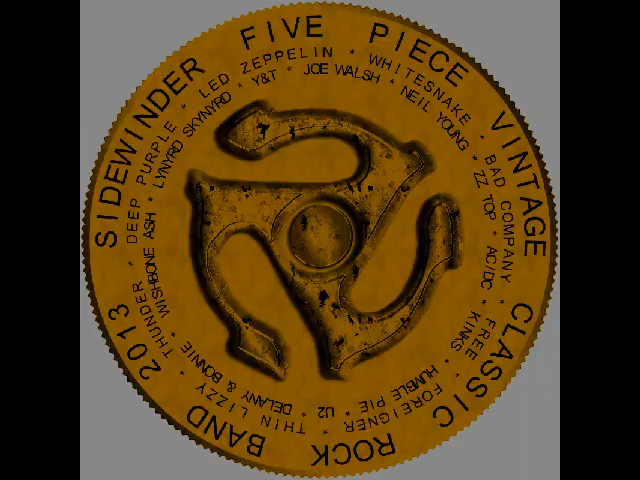 SIDEWINDER FIVE PIECE VINTAGE CLASSIC ROCK BAND 2013
DEEP PURPLE * LED ZEPPELIN * WHITESNAKE * BAD COMPANY * FREE * FOREIGNER * THIN LIZZY * THUNDER *
WISHBONE ASH * LYNYRD SKYNYRD * Y&T * JOE WALSH * NEIL YOUNG * ZZ TOP * AC/DC * KINKS * HUMBLE PIE * U2 * DELANY & BONNIE *